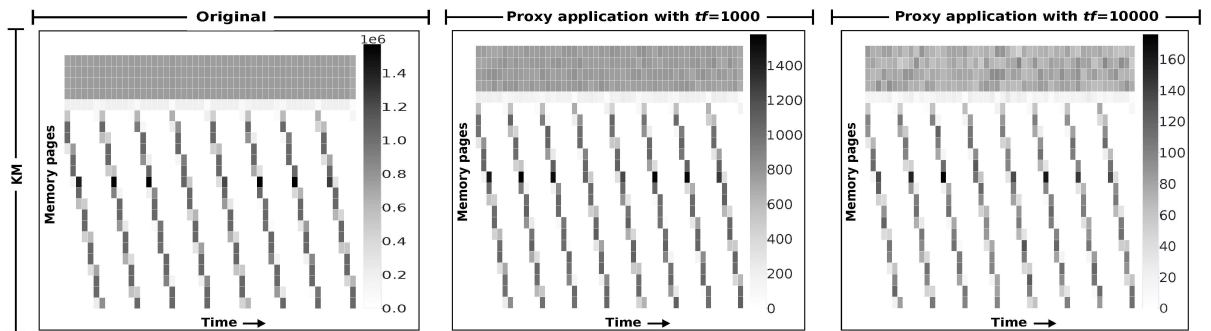 Original
Proxy application with tf=1000
Proxy application with tf=10000
KM
Memory pages
1e6
1.4
1.2
1.0
0.8
0.6
0.4
0.2
0.0
Time
Memory pages
1400
1200
1000
800
600
400
200
0
Time
Memory pages
160
140
120
100
80
60
40
20
0
Time